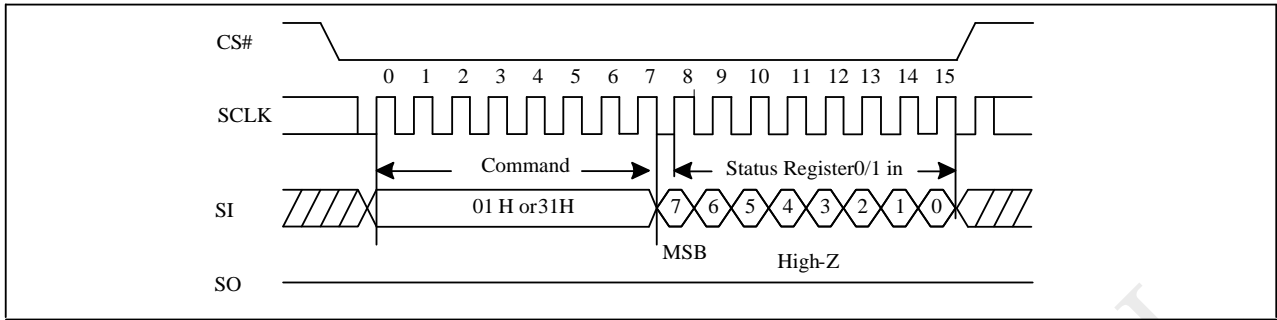 CS#
0 1 2 3 4 5 6 7 8 9 10 11 12 13 14 15
SCLK
Command
Status Register0/1 in
SI
01 H or31H
7 6 5 4 3 2 1 0
MSB
High-Z
SO